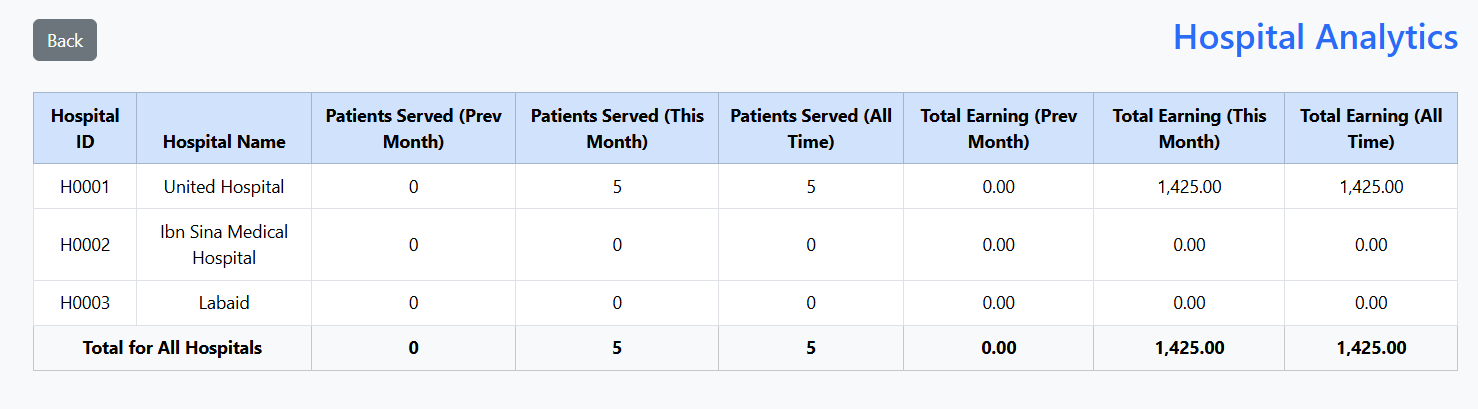 Back
Hospital Analytics
Hospital ID | Hospital Name | Patients Served (Prev Month) | Patients Served (This Month) | Patients Served (All Time) | Total Earning (Prev Month) | Total Earning (This Month) | Total Earning (All Time)
H0001 | United Hospital | 0 | 5 | 5 | 0.00 | 1,425.00 | 1,425.00
H0002 | Ibn Sina Medical Hospital | 0 | 0 | 0 | 0.00 | 0.00 | 0.00
H0003 | Labaid | 0 | 0 | 0 | 0.00 | 0.00 | 0.00
Total for All Hospitals | 0 | 5 | 5 | 0.00 | 1,425.00 | 1,425.00